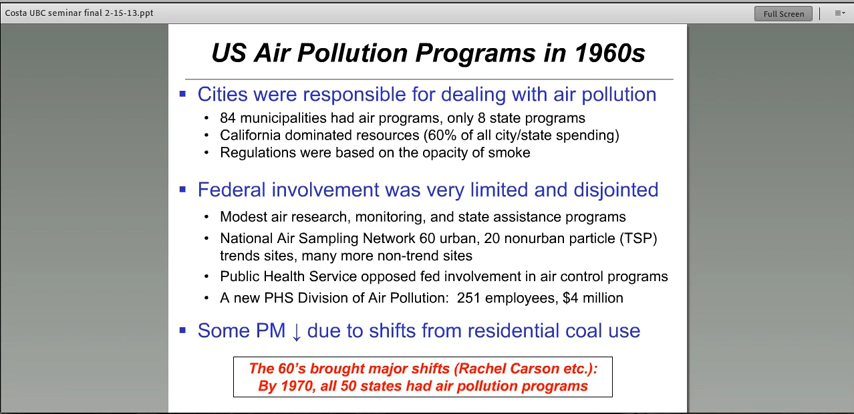 Costa UBC seminar final 2-15-13.ppt
Full Screen
US Air Pollution Programs in 1960s
▪ Cities were responsible for dealing with air pollution
• 84 municipalities had air programs, only 8 state programs
• California dominated resources (60% of all city/state spending)
• Regulations were based on the opacity of smoke
▪ Federal involvement was very limited and disjointed
• Modest air research, monitoring, and state assistance programs
• National Air Sampling Network 60 urban, 20 nonurban particle (TSP)
trends sites, many more non-trend sites
• Public Health Service opposed fed involvement in air control programs
• A new PHS Division of Air Pollution: 251 employees, $4 million
▪ Some PM ↓ due to shifts from residential coal use
The 60's brought major shifts (Rachel Carson etc.):
By 1970, all 50 states had air pollution programs